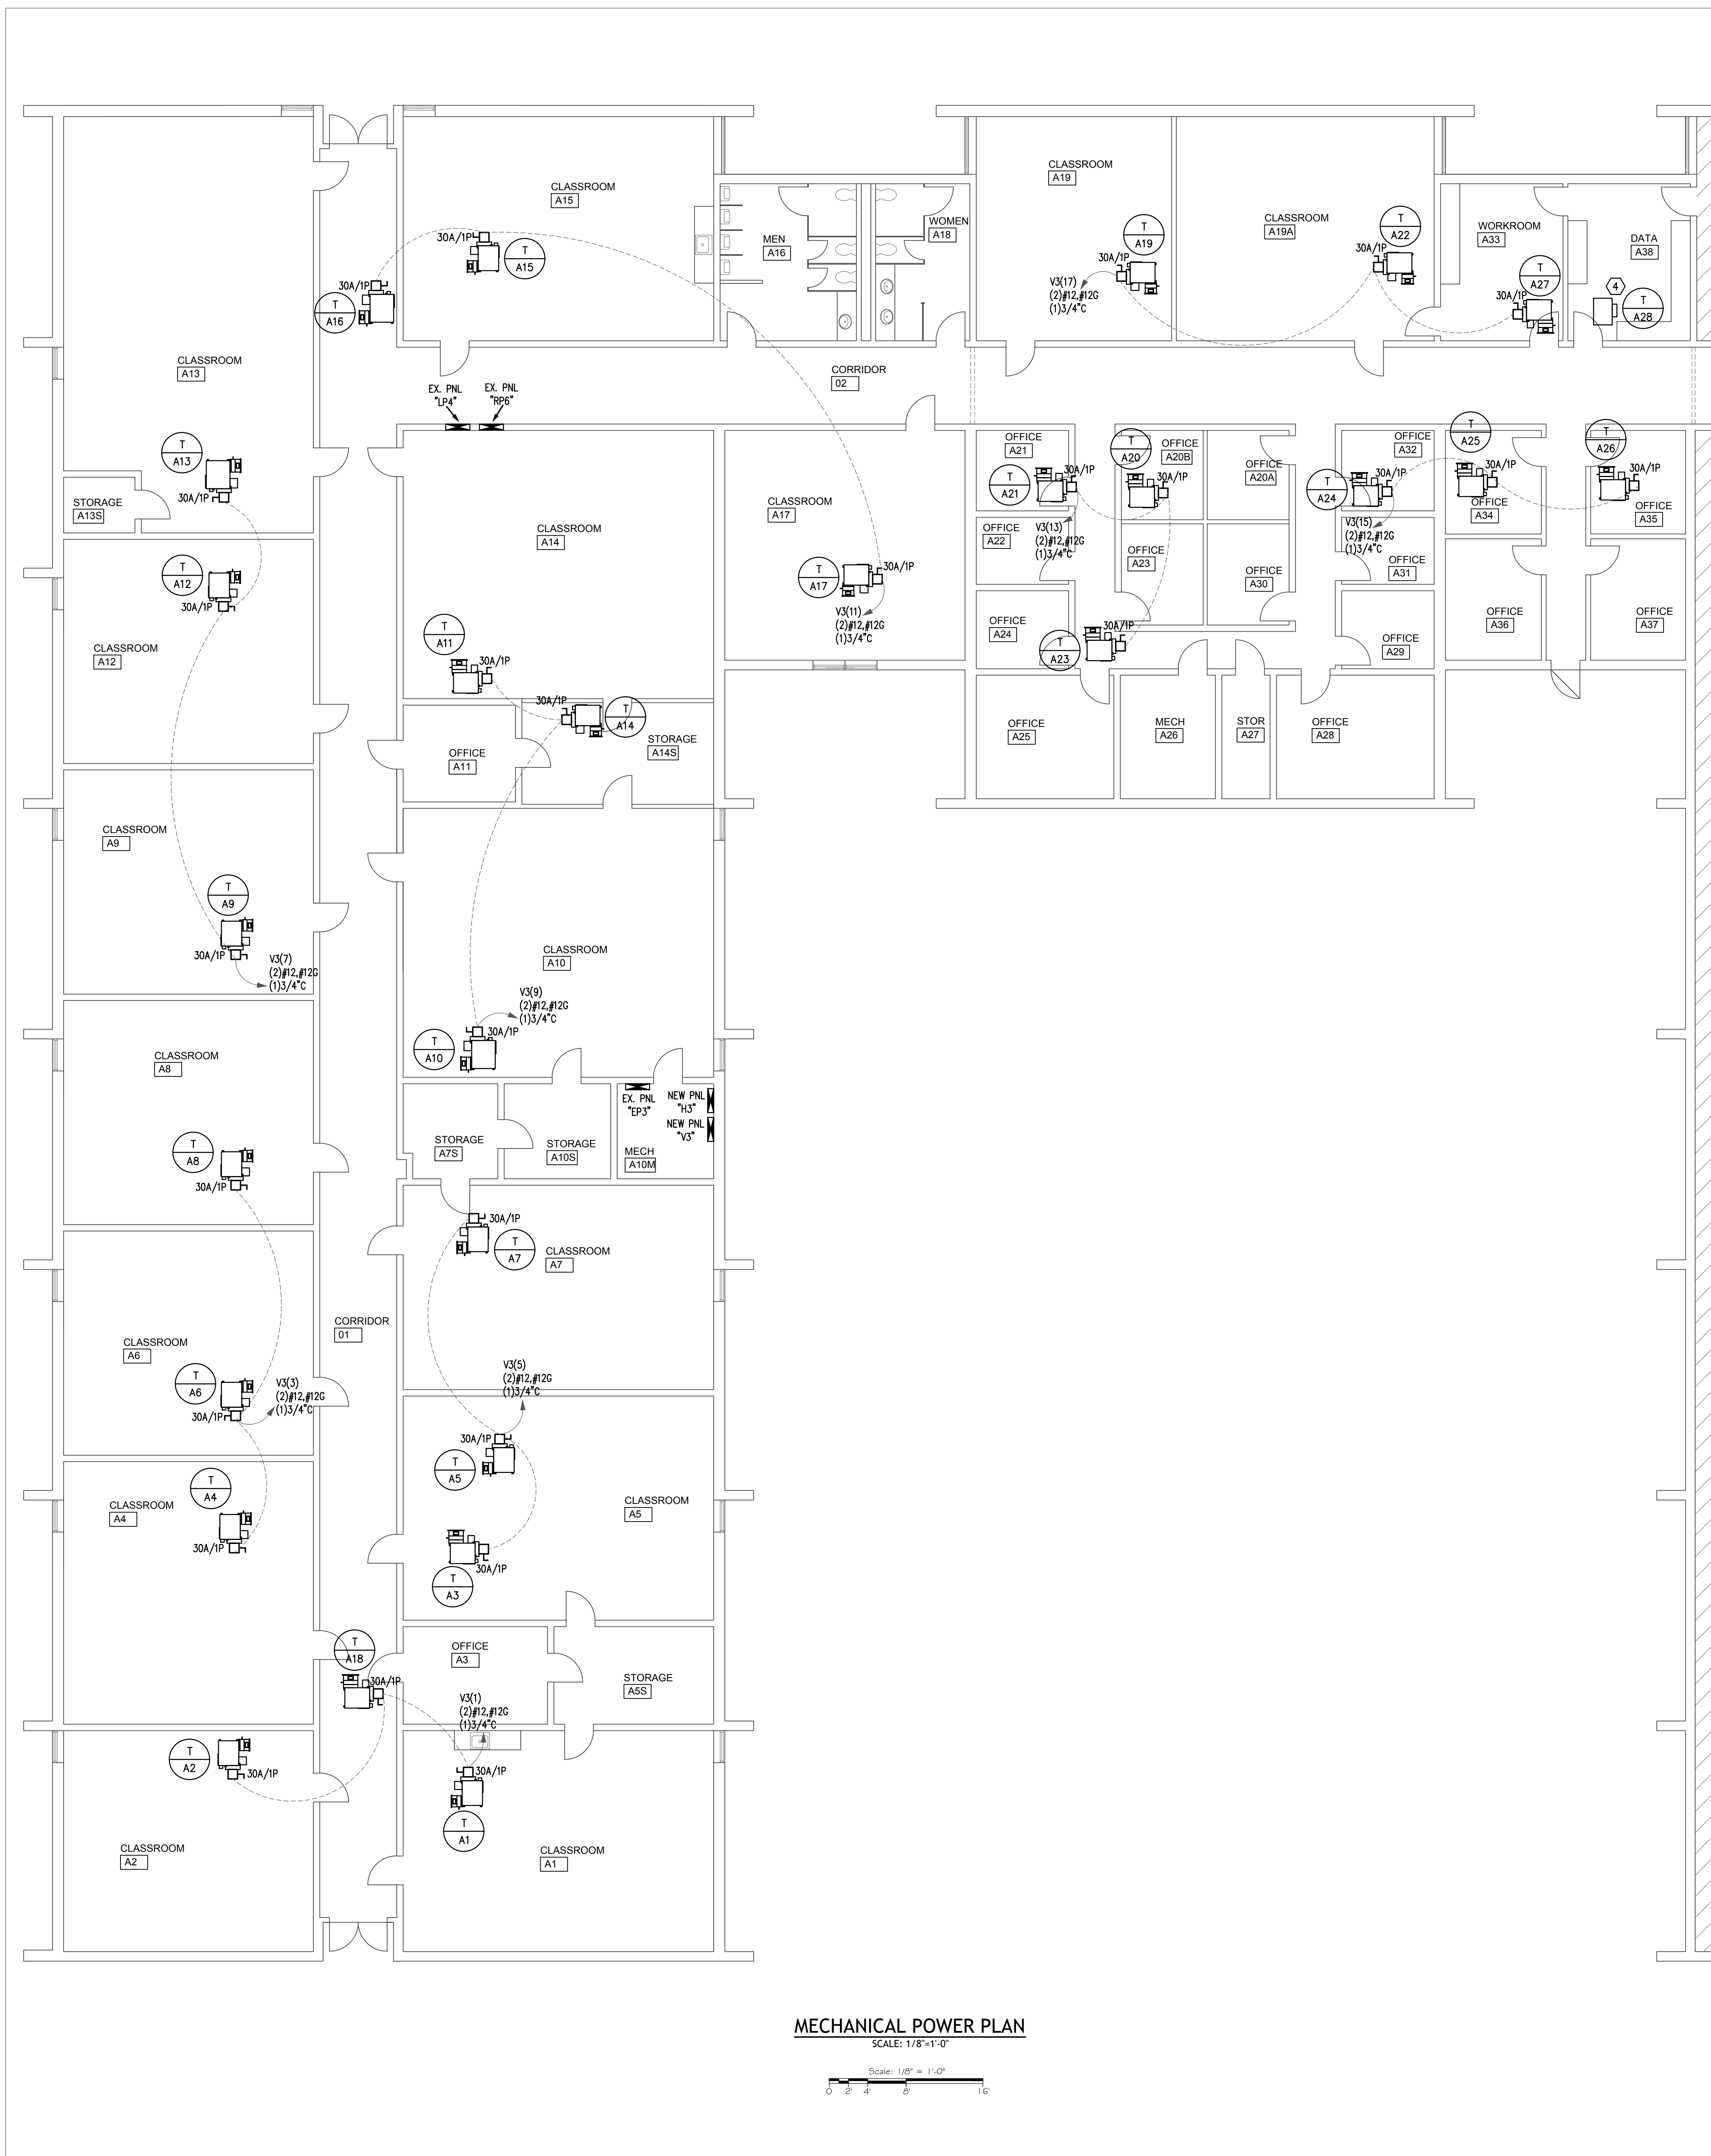 CLASSROOM
A15
30A/1P
T
A15
30A/1P
T
A16
MEN
A16
WOMEN
A18
CLASSROOM
A19
T
A19
30A/1P
V3(17)
(2)#12,#12G
(1)3/4"C
CLASSROOM
A19A
T
A22
30A/1P
WORKROOM
A33
T
A27
30A/1P
DATA
A38
4
T
A28
CLASSROOM
A13
T
A13
30A/1P
STORAGE
A13S
CORRIDOR
02
EX. PNL
"LP4"
EX. PNL
"RP6"
CLASSROOM
A14
CLASSROOM
A17
T
A17
30A/1P
V3(11)
(2)#12,#12G
(1)3/4"C
OFFICE
A21
T
A21
30A/1P
V3(13)
(2)#12,#12G
(1)3/4"C
OFFICE
A22
OFFICE
A24
T
A20
OFFICE
A20B
30A/1P
OFFICE
A20A
OFFICE
A23
OFFICE
A30
T
A23
30A/1P
OFFICE
A32
T
A24
30A/1P
V3(15)
(2)#12,#12G
(1)3/4"C
OFFICE
A31
OFFICE
A29
T
A25
30A/1P
OFFICE
A34
T
A26
30A/1P
OFFICE
A35
OFFICE
A36
OFFICE
A37
OFFICE
A25
MECH
A26
STOR
A27
OFFICE
A28
T
A12
30A/1P
CLASSROOM
A12
T
A11
30A/1P
30A/1P
T
A14
OFFICE
A11
STORAGE
A14S
CLASSROOM
A9
T
A9
30A/1P
V3(7)
(2)#12,#12G
(1)3/4"C
CLASSROOM
A10
V3(9)
(2)#12,#12G
(1)3/4"C
30A/1P
T
A10
CLASSROOM
A8
T
A8
30A/1P
STORAGE
A7S
STORAGE
A10S
EX. PNL
"EP3"
NEW PNL
"H3"
NEW PNL
"V3"
MECH
A10M
30A/1P
T
A7
CLASSROOM
A7
CORRIDOR
01
CLASSROOM
A6
T
A6
30A/1P
V3(3)
(2)#12,#12G
(1)3/4"C
V3(5)
(2)#12,#12G
(1)3/4"C
30A/1P
T
A5
CLASSROOM
A5
CLASSROOM
A4
T
A4
30A/1P
30A/1P
T
A3
T
A18
30A/1P
OFFICE
A3
STORAGE
A5S
V3(1)
(2)#12,#12G
(1)3/4"C
T
A2
30A/1P
30A/1P
T
A1
CLASSROOM
A2
CLASSROOM
A1
MECHANICAL POWER PLAN
SCALE: 1/8"=1'-0"
Scale: 1/8" = 1'-0"
0 2' 4' 8' 16'